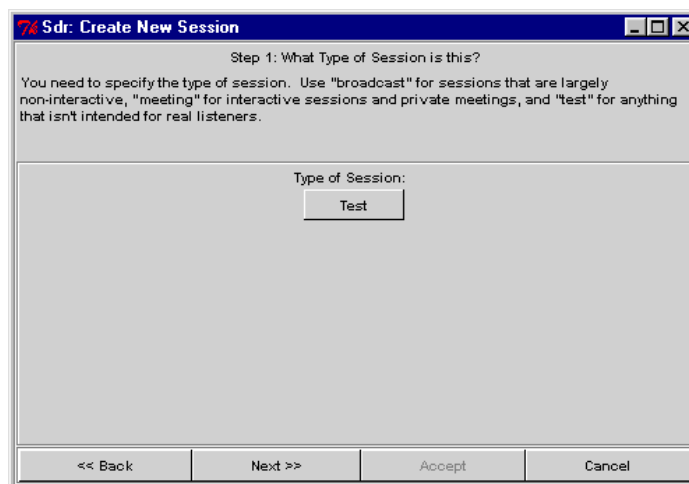 Sdr: Create New Session
Step 1: What Type of Session is this?
You need to specify the type of session. Use "broadcast" for sessions that are largely
non-interactive, "meeting" for interactive sessions and private meetings, and "test" for anything
that isn't intended for real listeners.
Type of Session:
Test
<< Back Next >> Accept Cancel